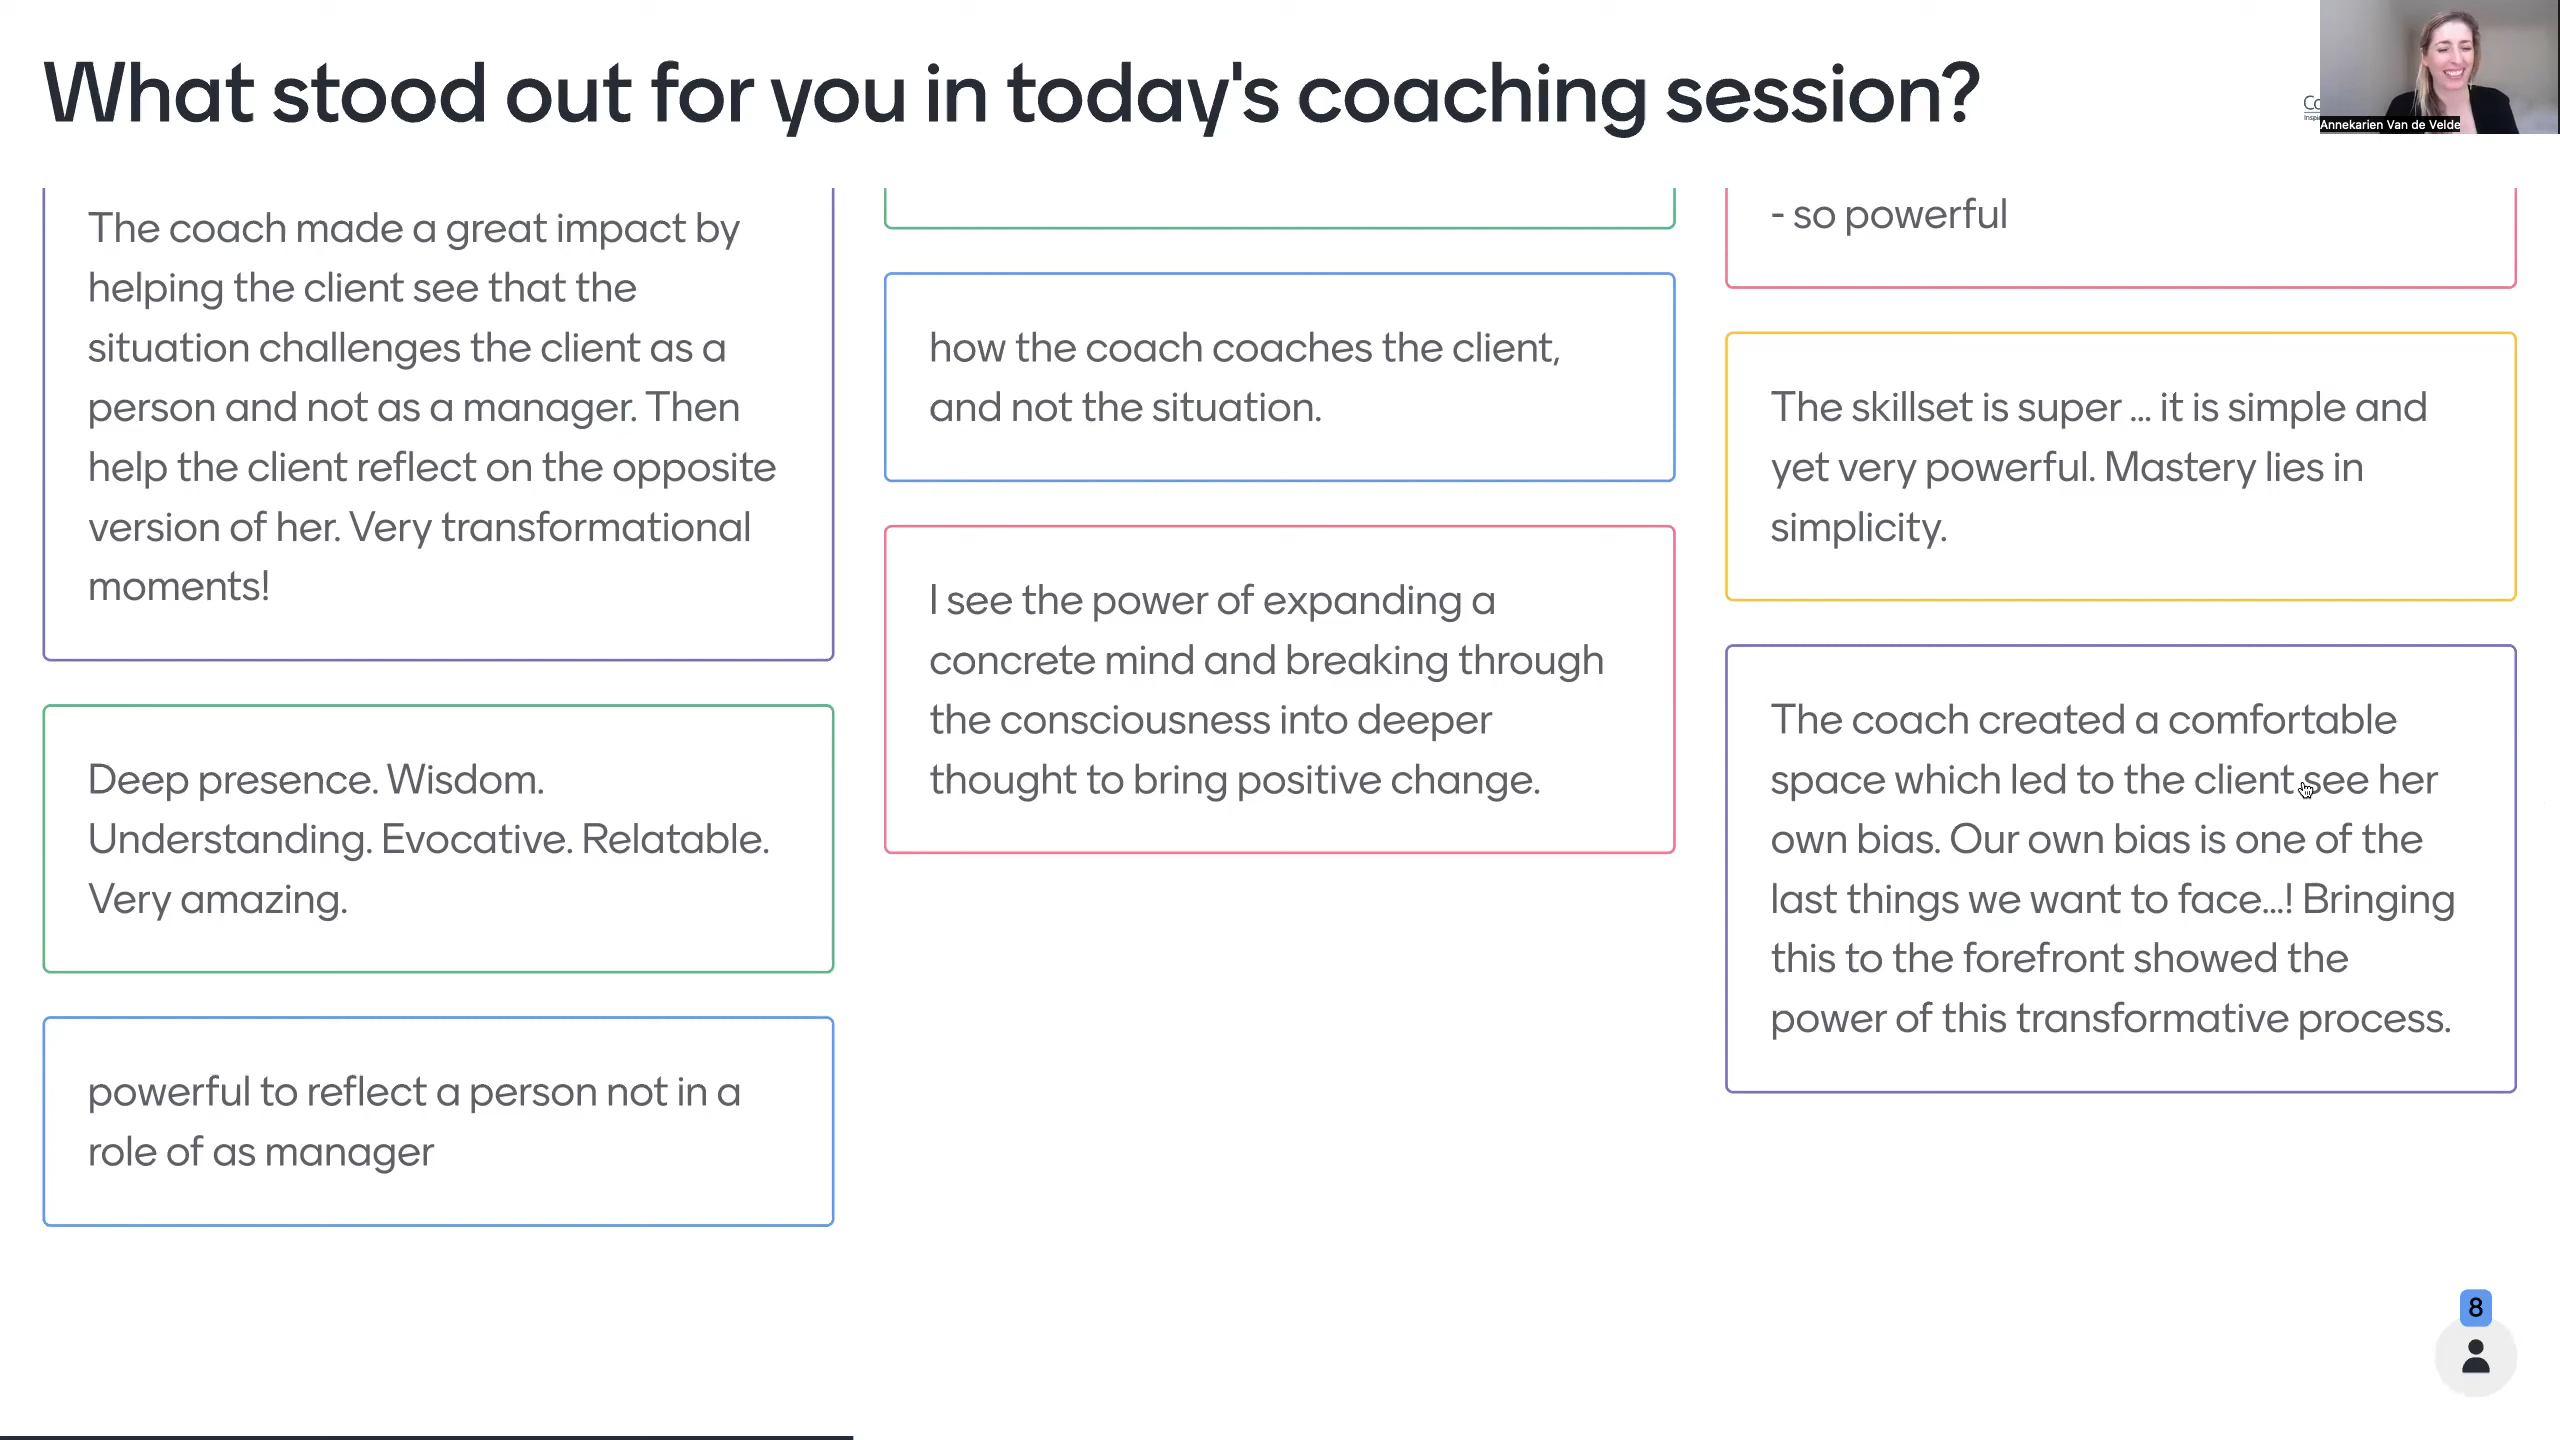 What stood out for you in today's coaching session?
Annekarien Van de Velde
The coach made a great impact by
helping the client see that the
situation challenges the client as a
person and not as a manager. Then
help the client reflect on the opposite
version of her. Very transformational
moments!
Deep presence. Wisdom.
Understanding. Evocative. Relatable.
Very amazing.
powerful to reflect a person not in a
role of as manager
how the coach coaches the client,
and not the situation.
I see the power of expanding a
concrete mind and breaking through
the consciousness into deeper
thought to bring positive change.
- so powerful
The skillset is super ... it is simple and
yet very powerful. Mastery lies in
simplicity.
The coach created a comfortable
space which led to the client see her
own bias. Our own bias is one of the
last things we want to face...! Bringing
this to the forefront showed the
power of this transformative process.
8